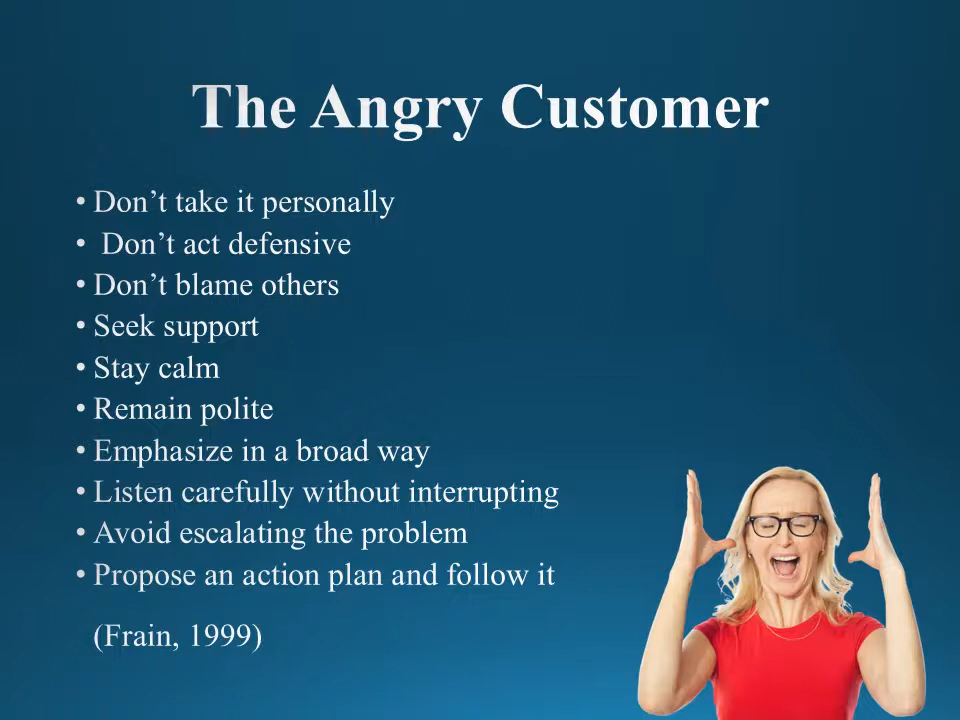 The Angry Customer
• Don’t take it personally
• Don’t act defensive
• Don’t blame others
• Seek support
• Stay calm
• Remain polite
• Emphasize in a broad way
• Listen carefully without interrupting
• Avoid escalating the problem
• Propose an action plan and follow it
(Frain, 1999)